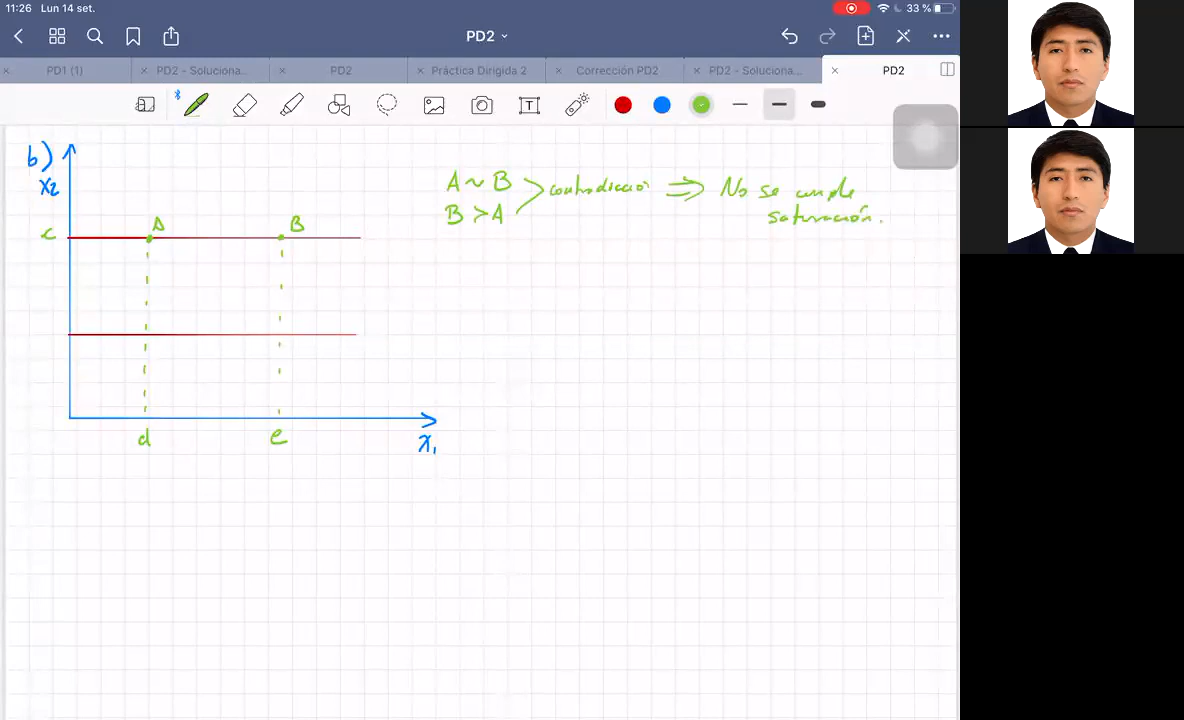 11:26 Lun 14 set.
33 %
PD2
PD1 (1)
PD2 - Soluciona...
PD2
Práctica Dirigida 2
Corrección PD2
PD2 - Soluciona...
PD2
T
b)
x2
c
A
B
d
e
x1
A ~ B
B > A
contradicción ⇒ No se cumple
saturación.